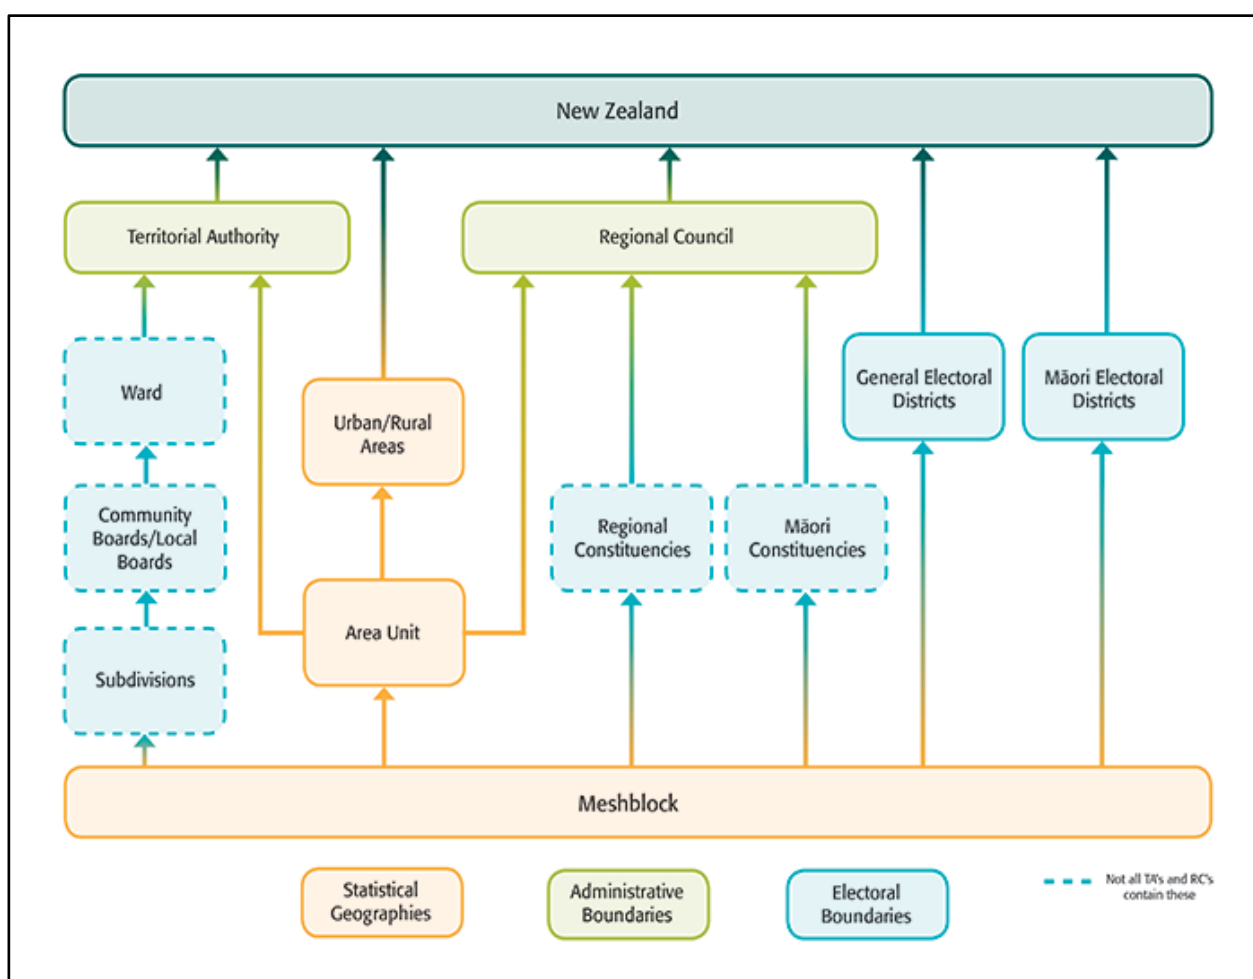 New Zealand
Territorial Authority
Regional Council
Ward
Urban/Rural
Areas
General Electoral
Districts
Māori Electoral
Districts
Community
Boards/Local
Boards
Regional
Constituencies
Māori
Constituencies
Subdivisions
Area Unit
Meshblock
Statistical
Geographies
Administrative
Boundaries
Electoral
Boundaries
Not all TA's and RC's
contain these